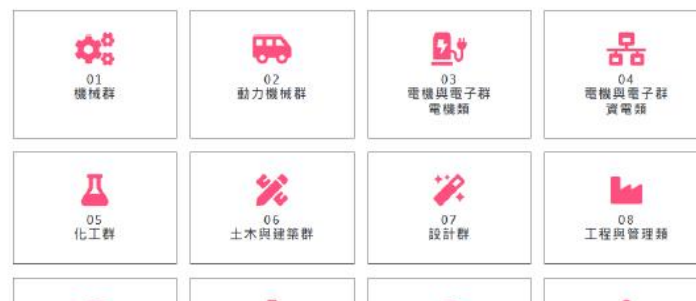 01
機械群
02
動力機械群
03
電機與電子群
電機類
04
電機與電子群
資電類
05
化工群
06
土木與建築群
07
設計群
08
工程與管理類